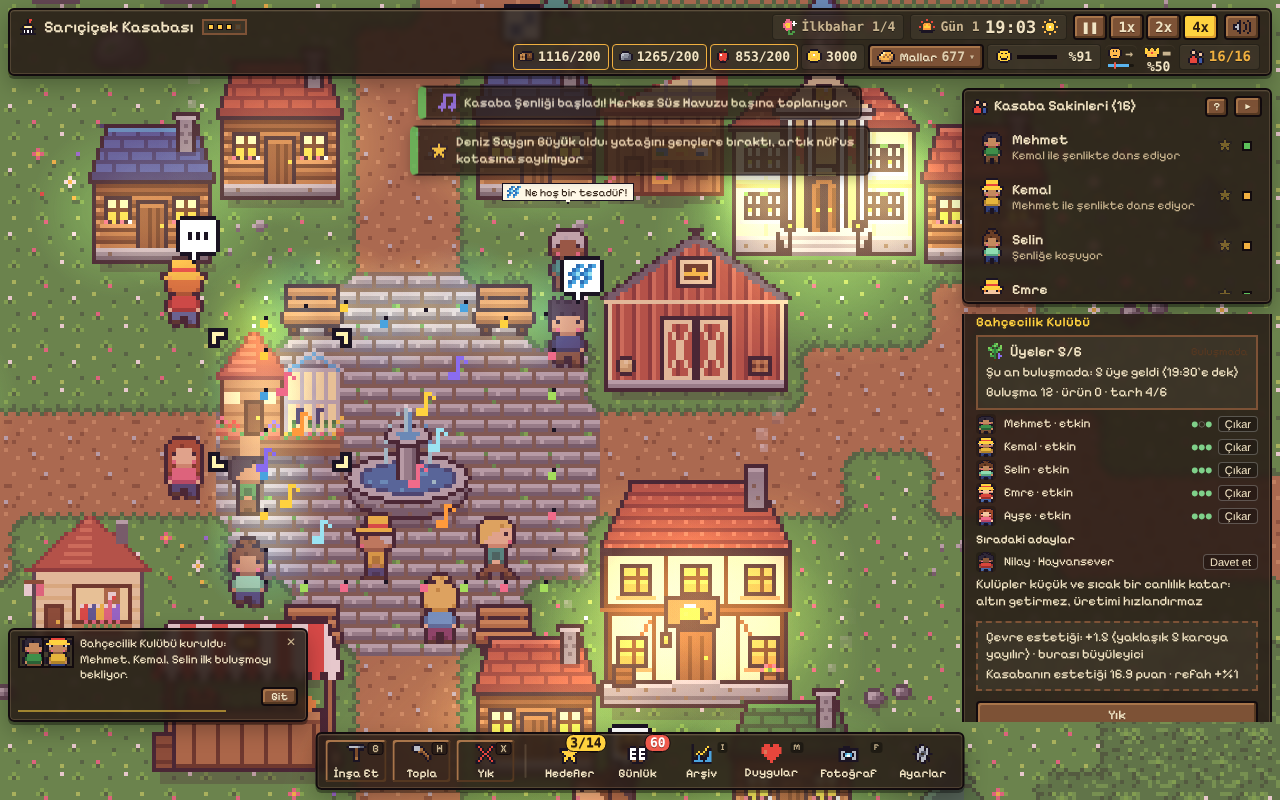 Sarıçiçek Kasabası
İlkbahar 1/4
Gün 1 19:03
1x
2x
4x
1116/200
1265/200
853/200
3000
Mallar 677
%91
→
=
%50
16/16
Kasaba Şenliği başladı! Herkes Süs Havuzu başına toplanıyor.
Deniz Saygın Büyük oldu: yatağını gençlere bıraktı, artık nüfus
kotasına sayılmıyor
Ne hoş bir tesadüf!
...
Kasaba Sakinleri (16)
?
Mehmet
Kemal ile şenlikte dans ediyor
Kemal
Mehmet ile şenlikte dans ediyor
Selin
Şenliğe koşuyor
Emre
Bahçecilik Kulübü
Üyeler 5/6
Şu an buluşmada: 5 üye geldi (19:30'e dek)
Buluşma 12 · ürün 0 · tarh 4/6
Mehmet · etkin
Çıkar
Kemal · etkin
Çıkar
Selin · etkin
Çıkar
Emre · etkin
Çıkar
Ayşe · etkin
Çıkar
Sıradaki adaylar
Nilay · Hayvansever
Davet et
Kulüpler küçük ve sıcak bir canlılık katar:
altın getirmez, üretimi hızlandırmaz
Çevre estetiği: +1.5 (yaklaşık 5 karoya
yayılır) · burası büyüleyici
Kasabanın estetiği 16.9 puan · refah +%1
Yık
Bahçecilik Kulübü kuruldu:
Mehmet, Kemal, Selin ilk buluşmayı
bekliyor.
×
Git
İnşa Et
B
Topla
H
Yık
X
Hedefler
3/14
Günlük
60
Arşiv
I
Duygular
M
Fotoğraf
F
Ayarlar